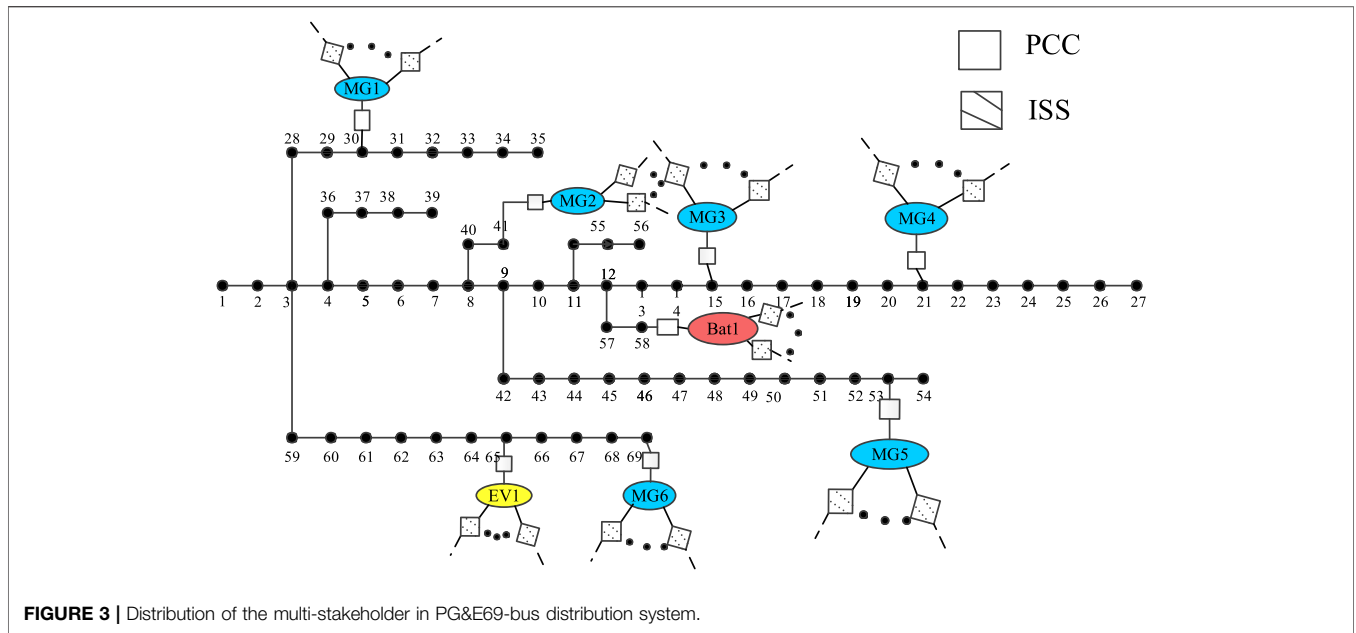 PCC
ISS
MG1
28 29 30 31 32 33 34 35
MG2
MG3
MG4
36 37 38 39
40 41 55 56
9 12
1 2 3 4 5 6 7 8 10 11 3 4 15 16 17 18 19 20 21 22 23 24 25 26 27
Bat1
57 58
42 43 44 45 46 47 48 49 50 51 52 53 54
MG5
59 60 61 62 63 64 65 66 67 68 69
EV1
MG6
FIGURE 3 | Distribution of the multi-stakeholder in PG&E69-bus distribution system.